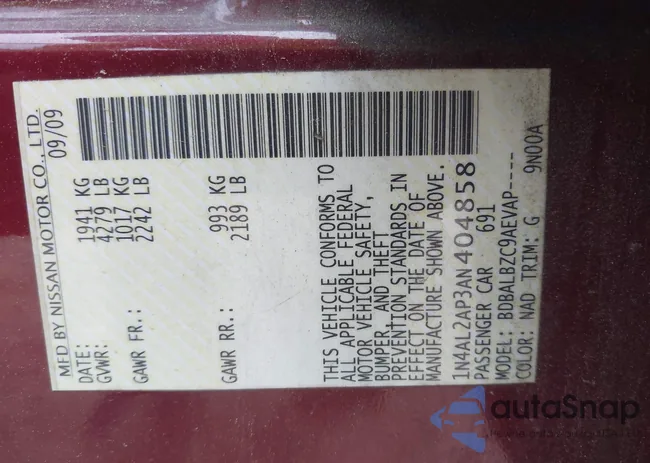 MFD BY NISSAN MOTOR CO., LTD.
DATE: 09/09
GVWR: 1941 KG
4279 LB
GAWR FR.: 1017 KG
2242 LB
GAWR RR.: 993 KG
2189 LB
THIS VEHICLE CONFORMS TO
ALL APPLICABLE FEDERAL
MOTOR VEHICLE SAFETY,
BUMPER, AND THEFT
PREVENTION STANDARDS IN
EFFECT ON THE DATE OF
MANUFACTURE SHOWN ABOVE.
1N4AL2AP3AN404858
PASSENGER CAR 691
MODEL: BDBALBZC9AEVAP----
COLOR: NAD TRIM: G 9N00A
autaSnap